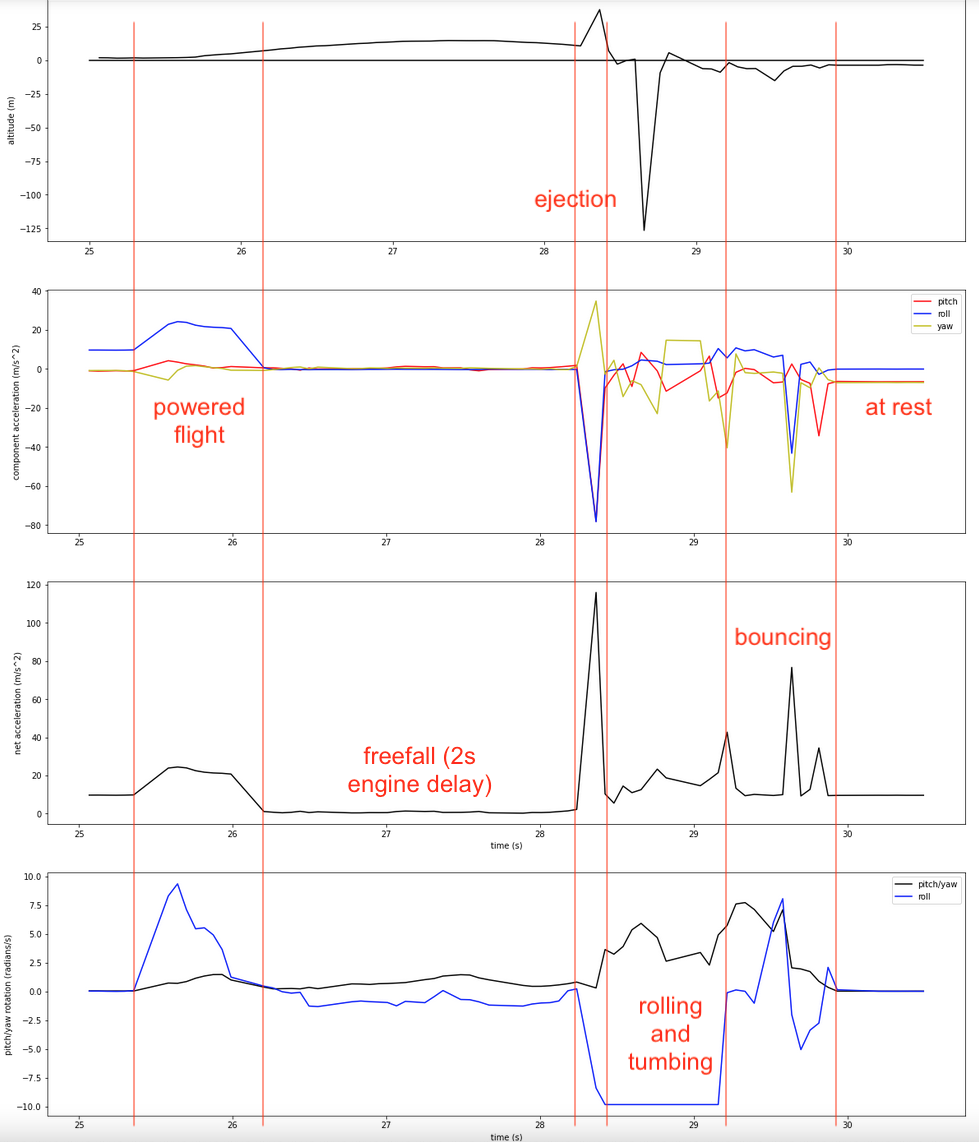 25
0
−25
−50
−75
−100
−125
altitude (m)
ejection
25 26 27 28 29 30
40
20
0
−20
−40
−60
−80
component acceleration (m/s^2)
pitch
roll
yaw
powered
flight
at rest
25 26 27 28 29 30
120
100
80
60
40
20
0
net acceleration (m/s^2)
bouncing
freefall (2s
engine delay)
25 26 27 28 29 30
time (s)
10.0
7.5
5.0
2.5
0.0
−2.5
−5.0
−7.5
−10.0
pitch/yaw rotation (radians/s)
pitch/yaw
roll
rolling
and
tumbing
25 26 27 28 29 30
time (s)